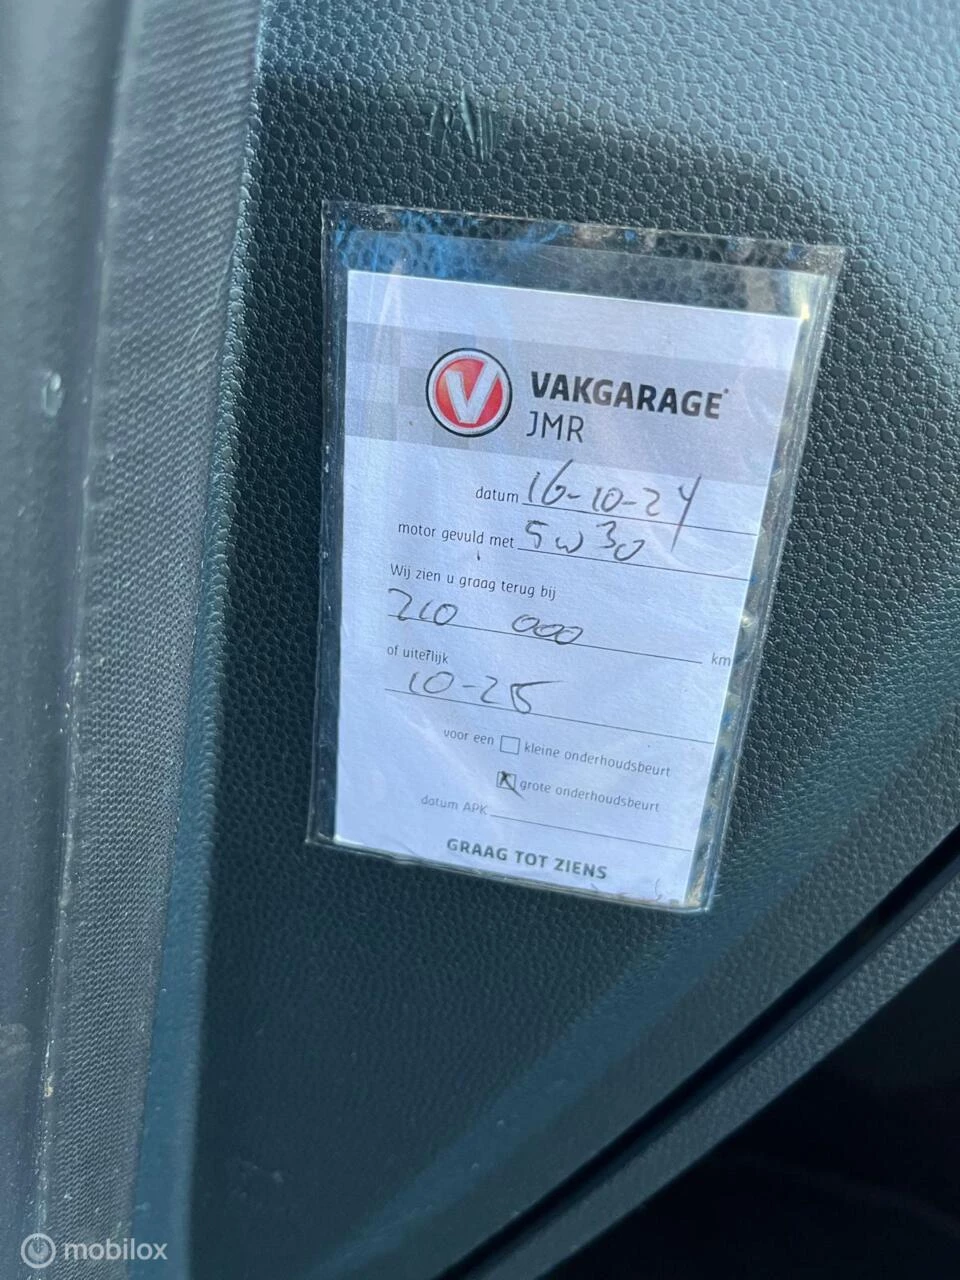 VAKGARAGE
JMR
datum 16-10-24
motor gevuld met 5w30
Wij zien u graag terug bij
210 000 km
of uiterlijk
10-25
voor een kleine onderhoudsbeurt
X grote onderhoudsbeurt
datum APK
GRAAG TOT ZIENS
mobilox